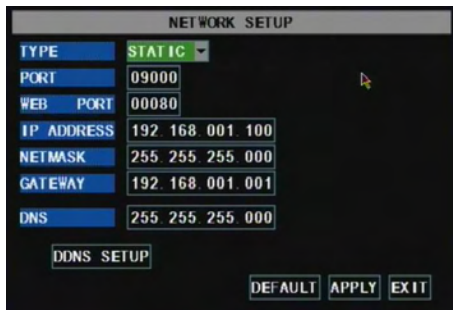 NETWORK SETUP
TYPE STATIC
PORT 09000
WEB PORT 00080
IP ADDRESS 192.168.001.100
NETMASK 255.255.255.000
GATEWAY 192.168.001.001
DNS 255.255.255.000
DDNS SETUP
DEFAULT APPLY EXIT